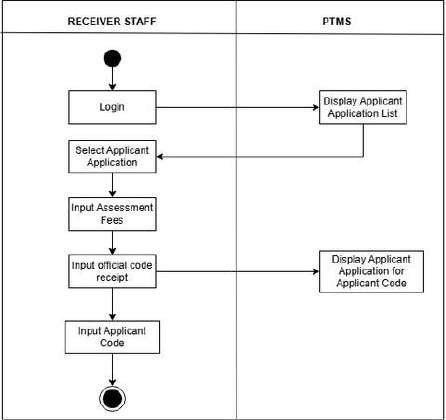 RECEIVER STAFF
PTMS
Login
Display Applicant
Application List
Select Applicant
Application
Input Assessment
Fees
Input official code
receipt
Display Applicant
Application for
Applicant Code
Input Applicant
Code